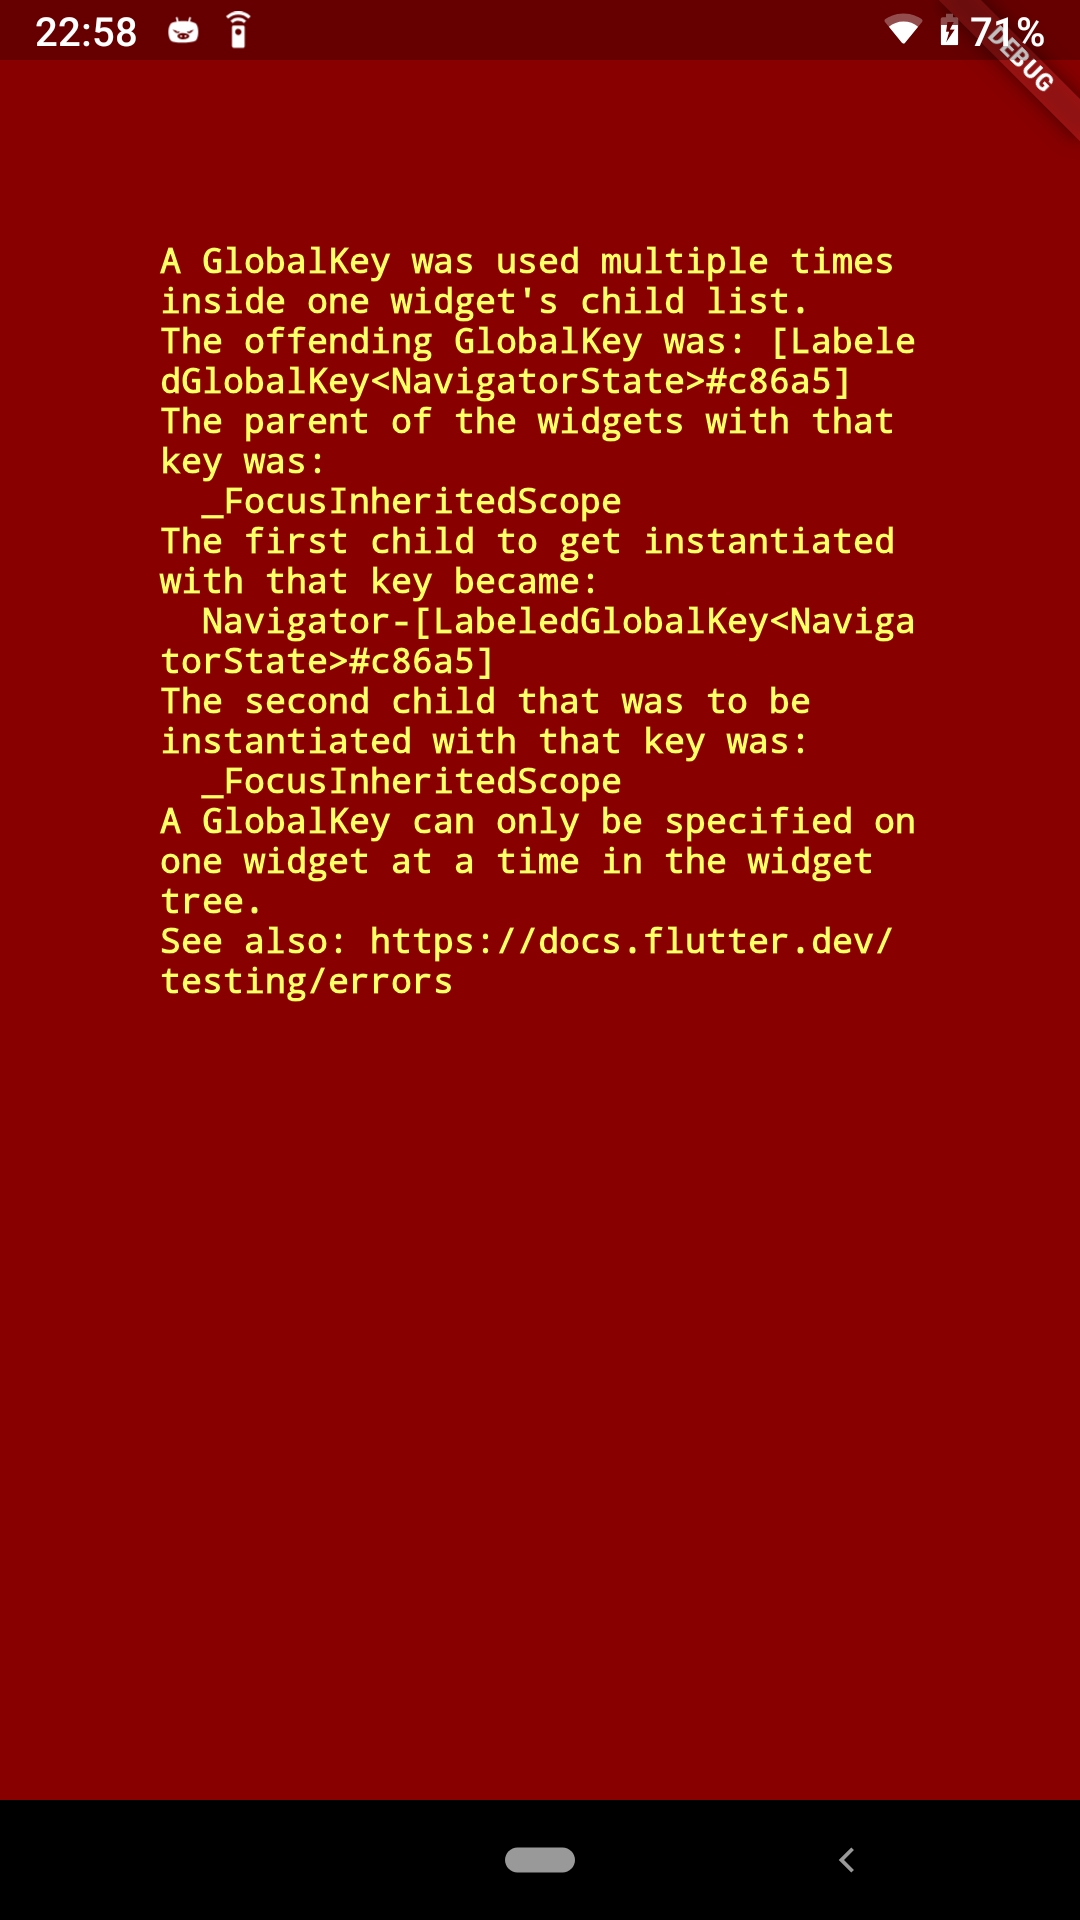 22:58
71%
DEBUG
A GlobalKey was used multiple times
inside one widget's child list.
The offending GlobalKey was: [Labele
dGlobalKey<NavigatorState>#c86a5]
The parent of the widgets with that
key was:
_FocusInheritedScope
The first child to get instantiated
with that key became:
Navigator-[LabeledGlobalKey<Naviga
torState>#c86a5]
The second child that was to be
instantiated with that key was:
_FocusInheritedScope
A GlobalKey can only be specified on
one widget at a time in the widget
tree.
See also: https://docs.flutter.dev/
testing/errors